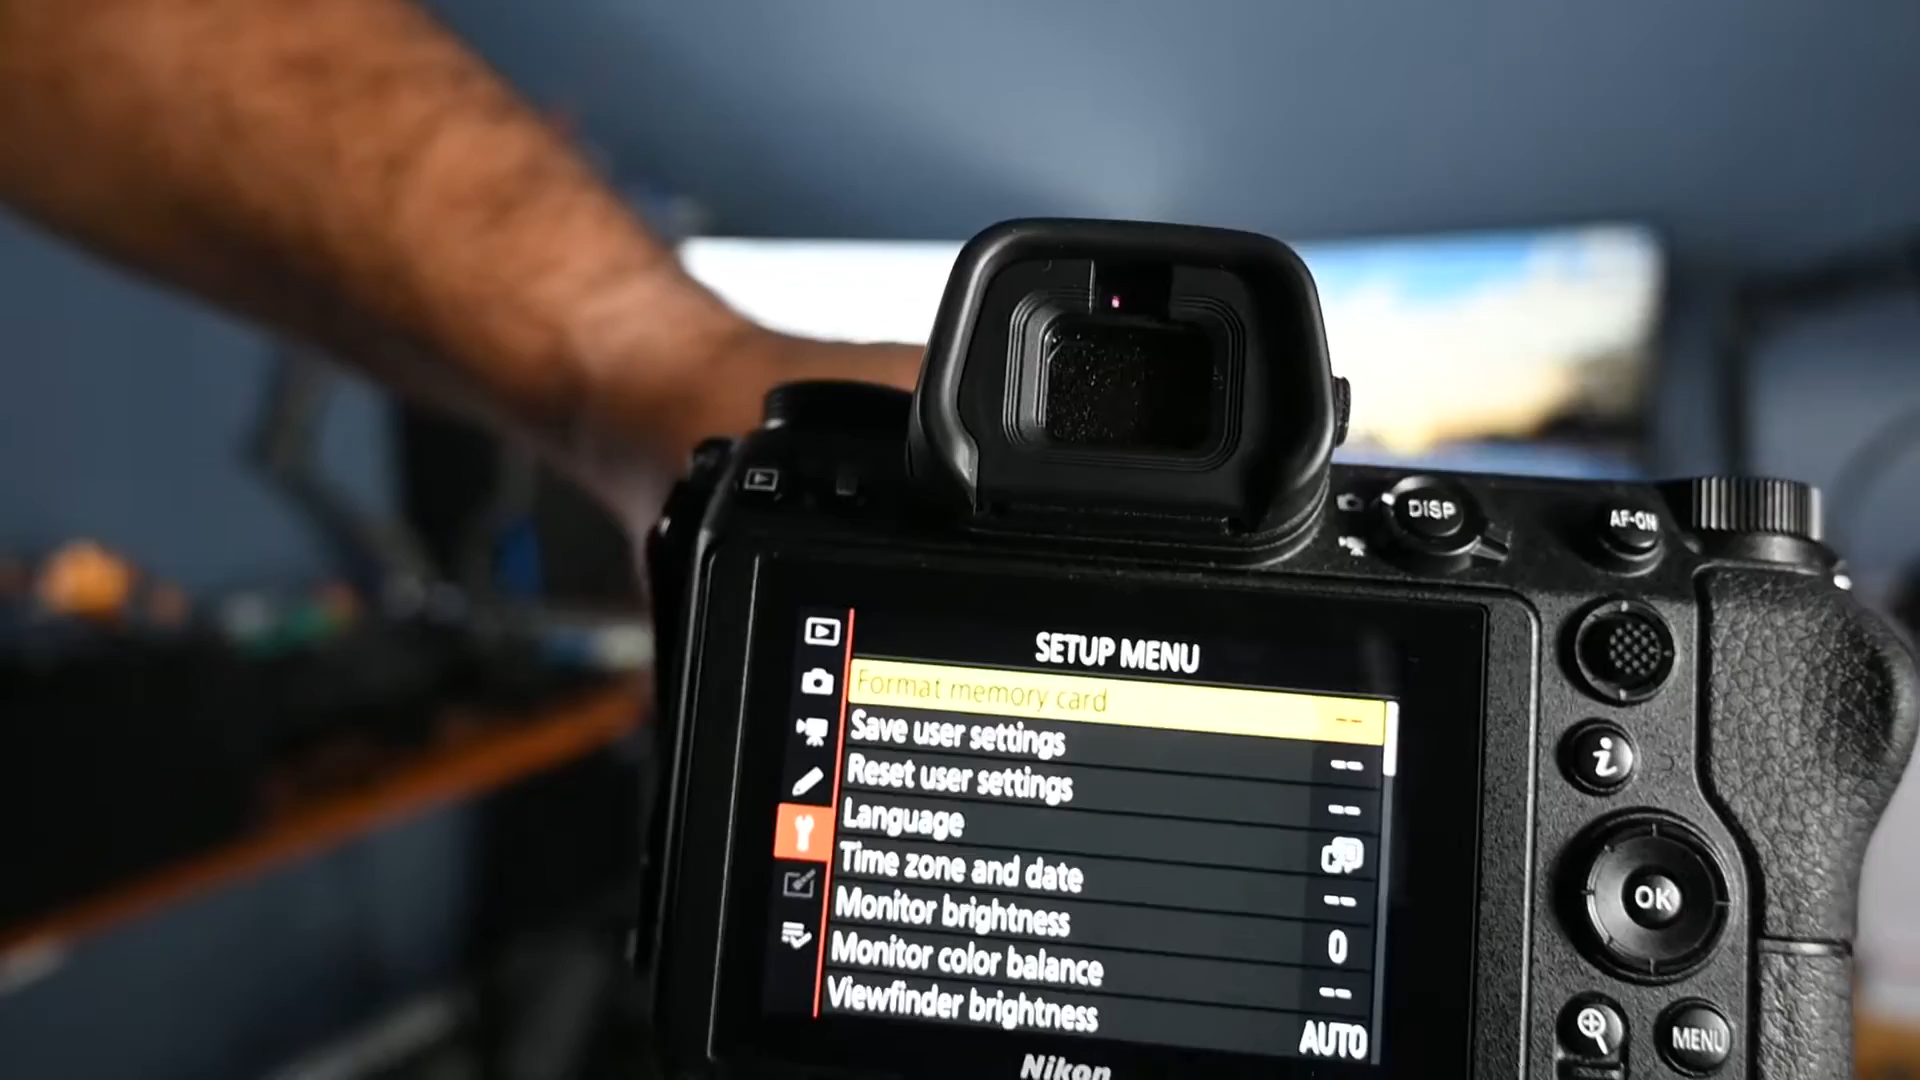 DISP
AF-ON
SETUP MENU
Format memory card --
Save user settings --
Reset user settings --
Language
Time zone and date --
Monitor brightness 0
Monitor color balance --
Viewfinder brightness AUTO
i
OK
MENU
Nikon